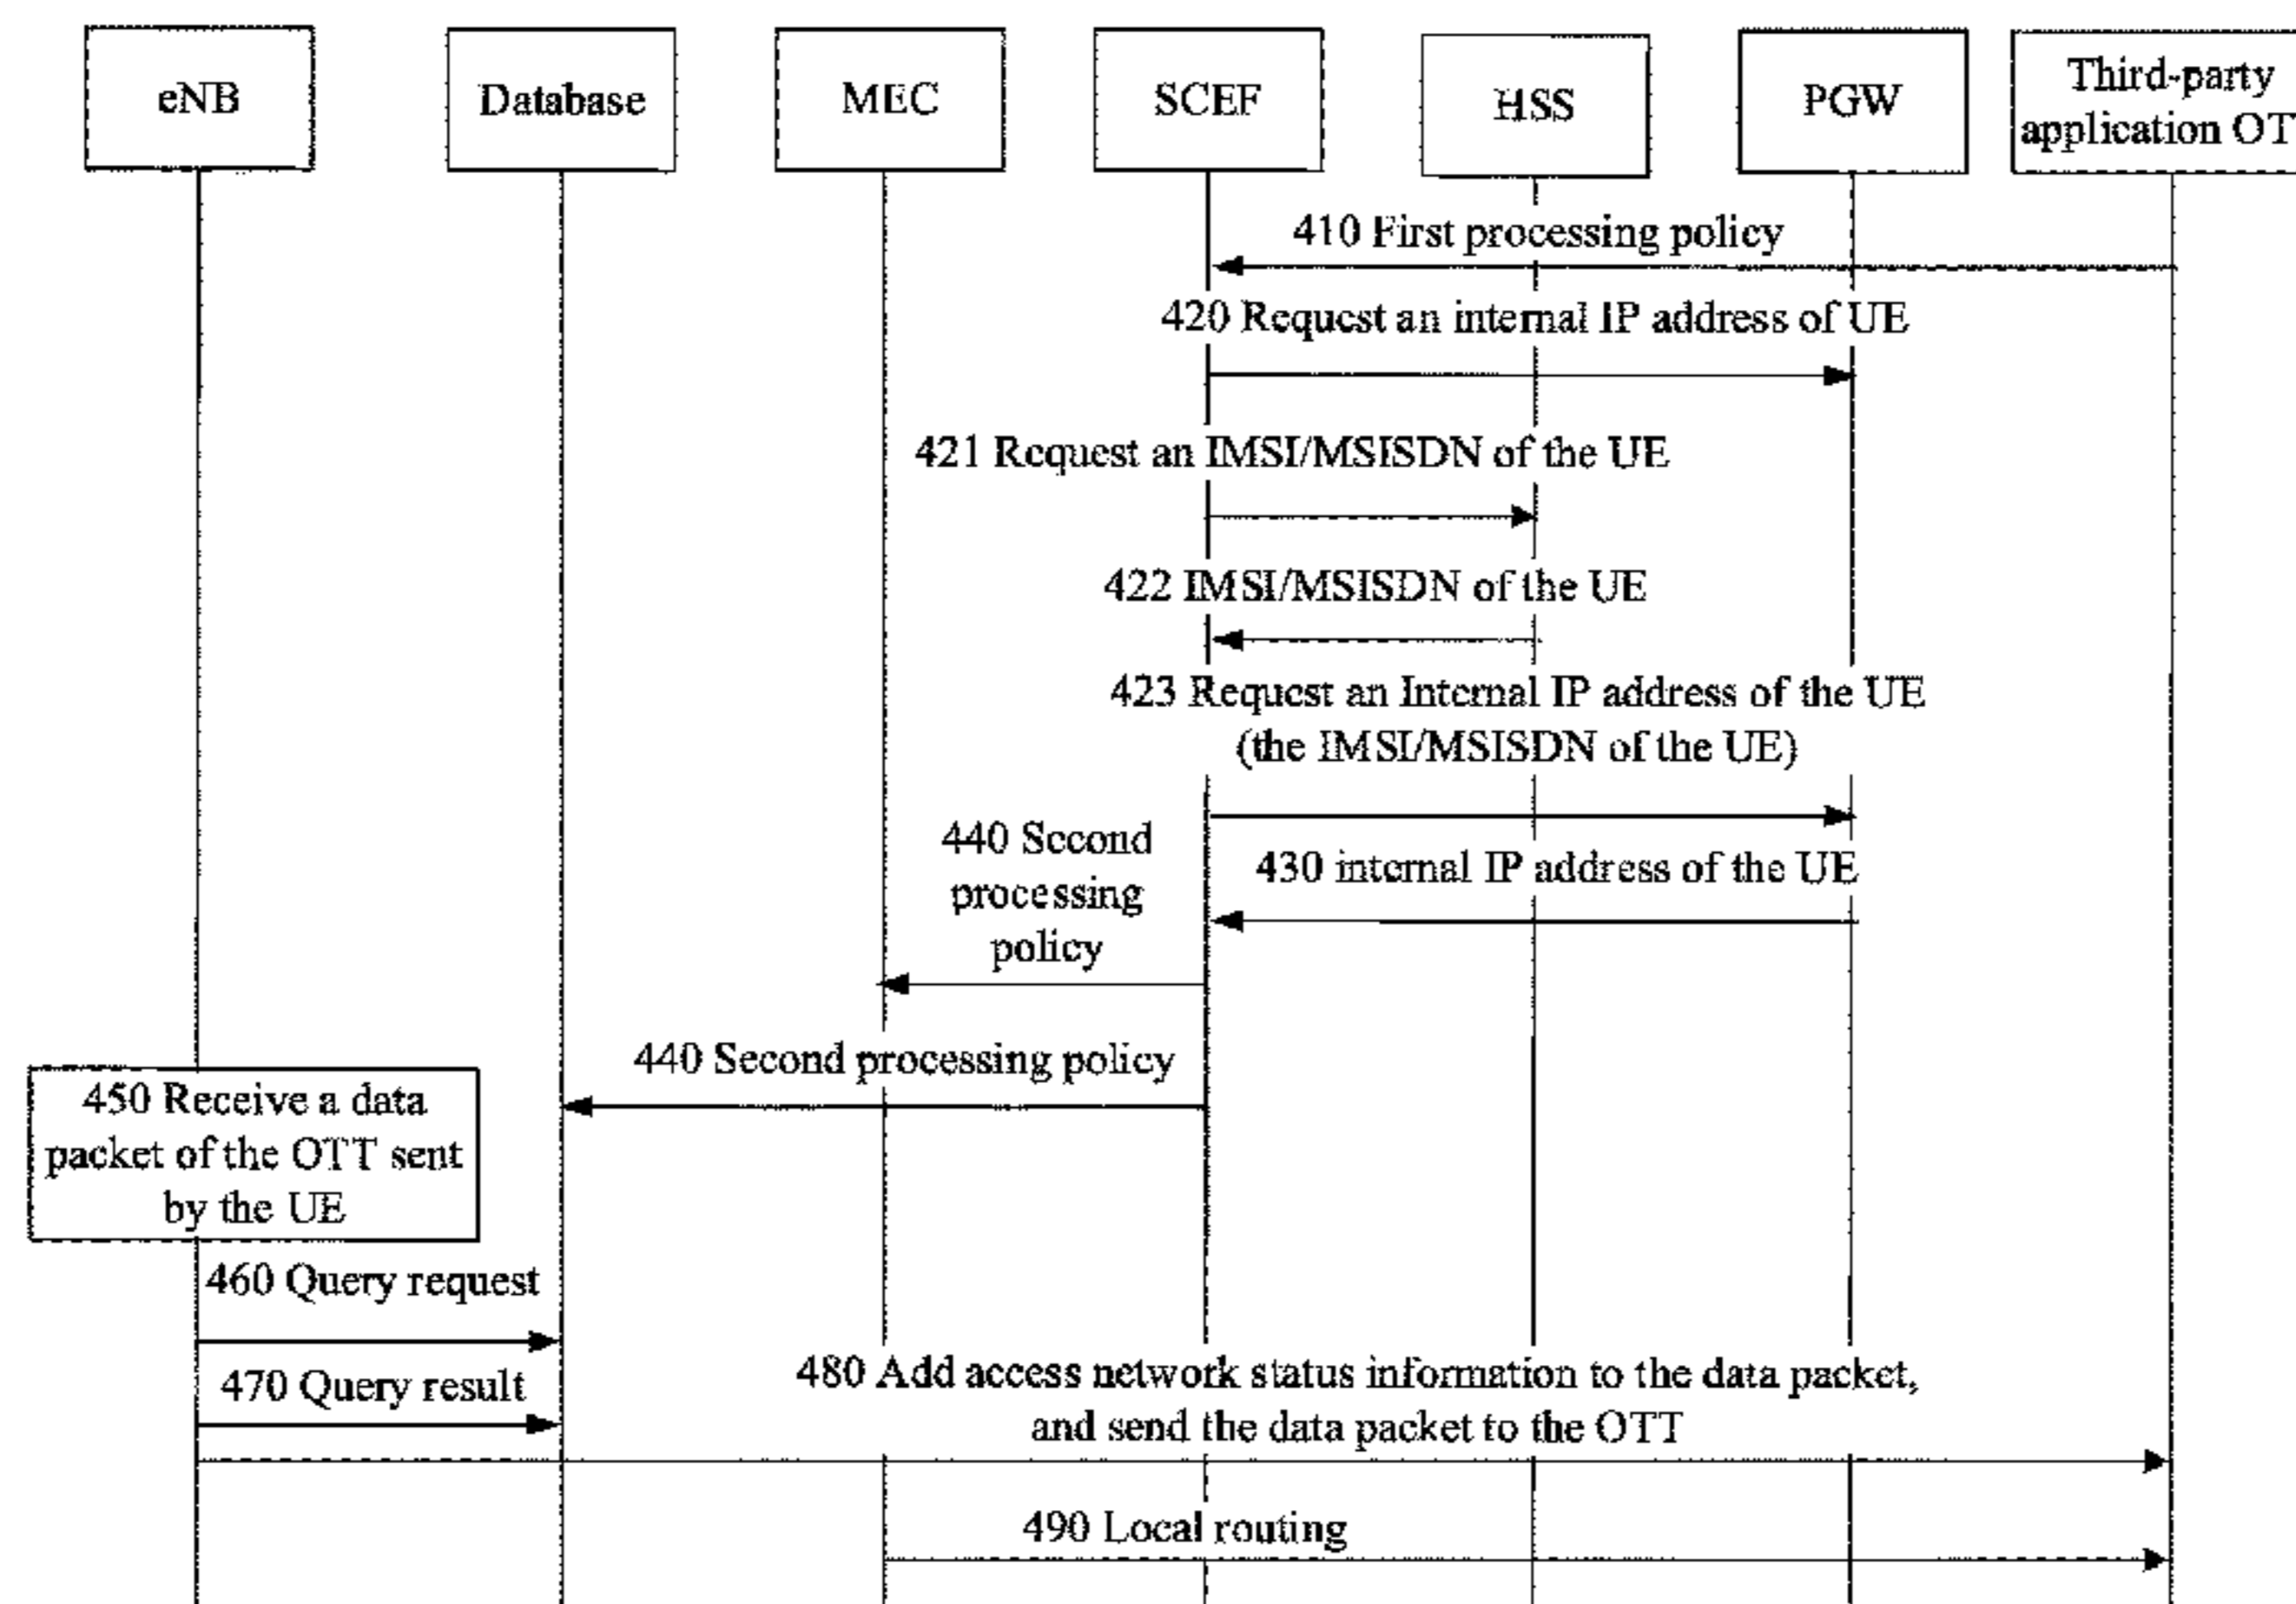 eNB
Database
MEC
SCEF
HSS
PGW
Third-party
application OT
410 First processing policy
420 Request an internal IP address of UE
421 Request an IMSI/MSISDN of the UE
422 IMSI/MSISDN of the UE
423 Request an Internal IP address of the UE
(the IMSI/MSISDN of the UE)
440 Second
processing
policy
430 internal IP address of the UE
440 Second processing policy
450 Receive a data
packet of the OTT sent
by the UE
460 Query request
470 Query result
480 Add access network status information to the data packet,
and send the data packet to the OTT
490 Local routing